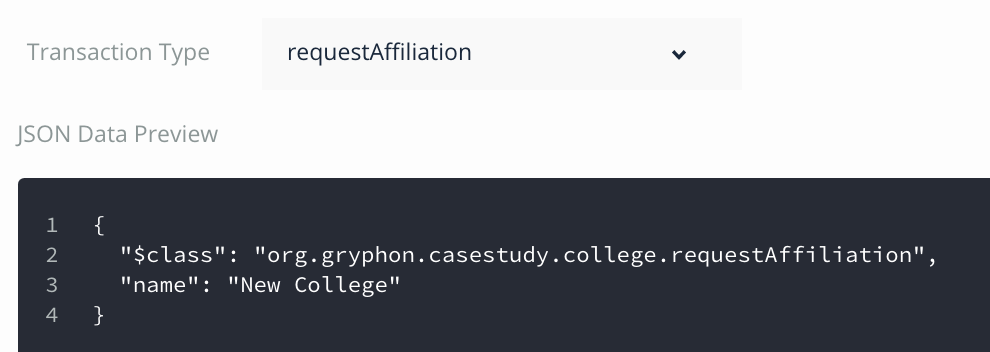 Transaction Type
requestAffiliation
JSON Data Preview
1 {
2 "$class": "org.gryphon.casestudy.college.requestAffiliation",
3 "name": "New College"
4 }